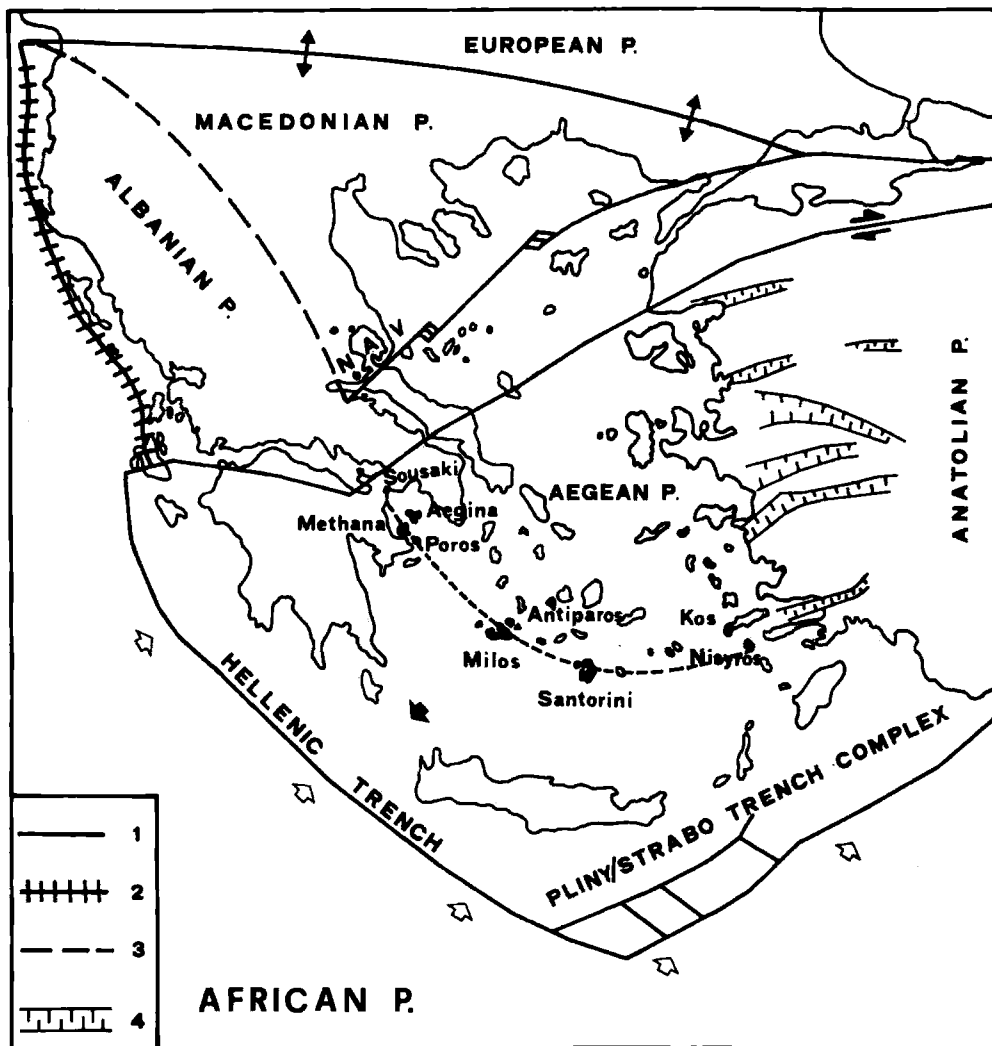 EUROPEAN P.
MACEDONIAN P.
ALBANIAN P.
NAV
ANATOLIAN P.
Sousaki
AEGEAN P.
Aegina
Methana
Poros
Antiparos
Kos
Milos
Nisyros
Santorini
HELLENIC TRENCH
PLINY/STRABO TRENCH COMPLEX
1
2
3
4
AFRICAN P.